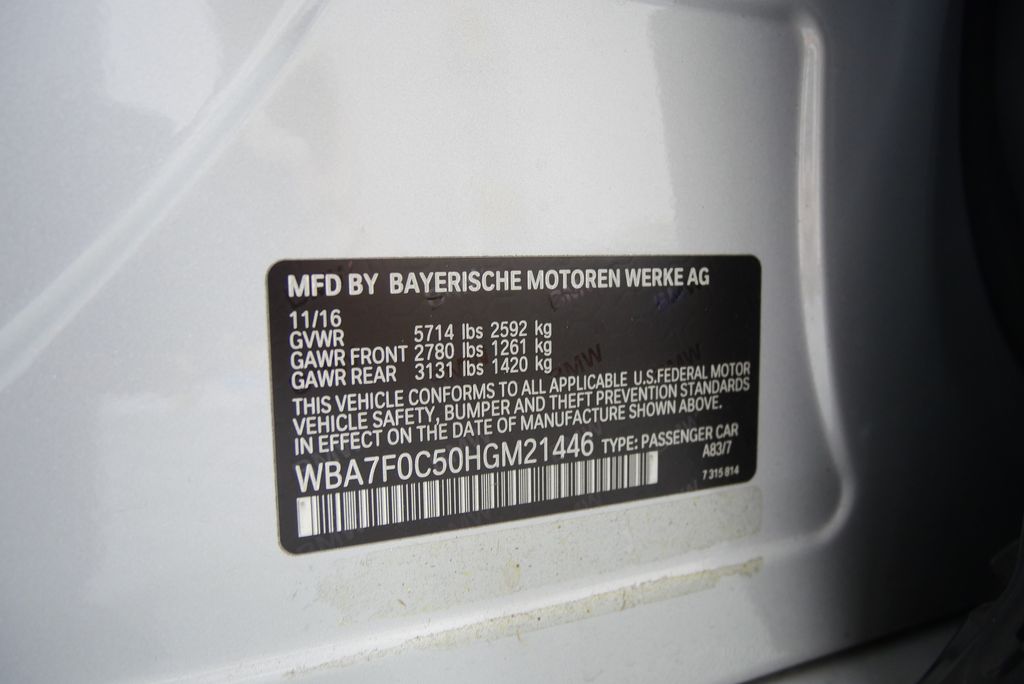 MFD BY BAYERISCHE MOTOREN WERKE AG
11/16
GVWR 5714 lbs 2592 kg
GAWR FRONT 2780 lbs 1261 kg
GAWR REAR 3131 lbs 1420 kg
THIS VEHICLE CONFORMS TO ALL APPLICABLE U.S.FEDERAL MOTOR
VEHICLE SAFETY, BUMPER AND THEFT PREVENTION STANDARDS
IN EFFECT ON THE DATE OF MANUFACTURE SHOWN ABOVE.
WBA7F0C50HGM21446 TYPE: PASSENGER CAR
A83/7
7 315 814